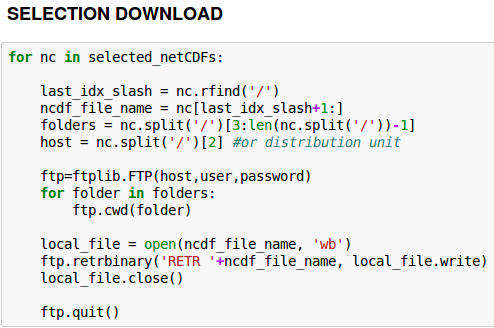 SELECTION DOWNLOAD
for nc in selected_netCDFs:
    last_idx_slash = nc.rfind('/')
    ncdf_file_name = nc[last_idx_slash+1:]
    folders = nc.split('/')[3:len(nc.split('/'))-1]
    host = nc.split('/')[2] #or distribution unit
    ftp=ftplib.FTP(host,user,password)
    for folder in folders:
        ftp.cwd(folder)
    local_file = open(ncdf_file_name, 'wb')
    ftp.retrbinary('RETR '+ncdf_file_name, local_file.write)
    local_file.close()
    ftp.quit()